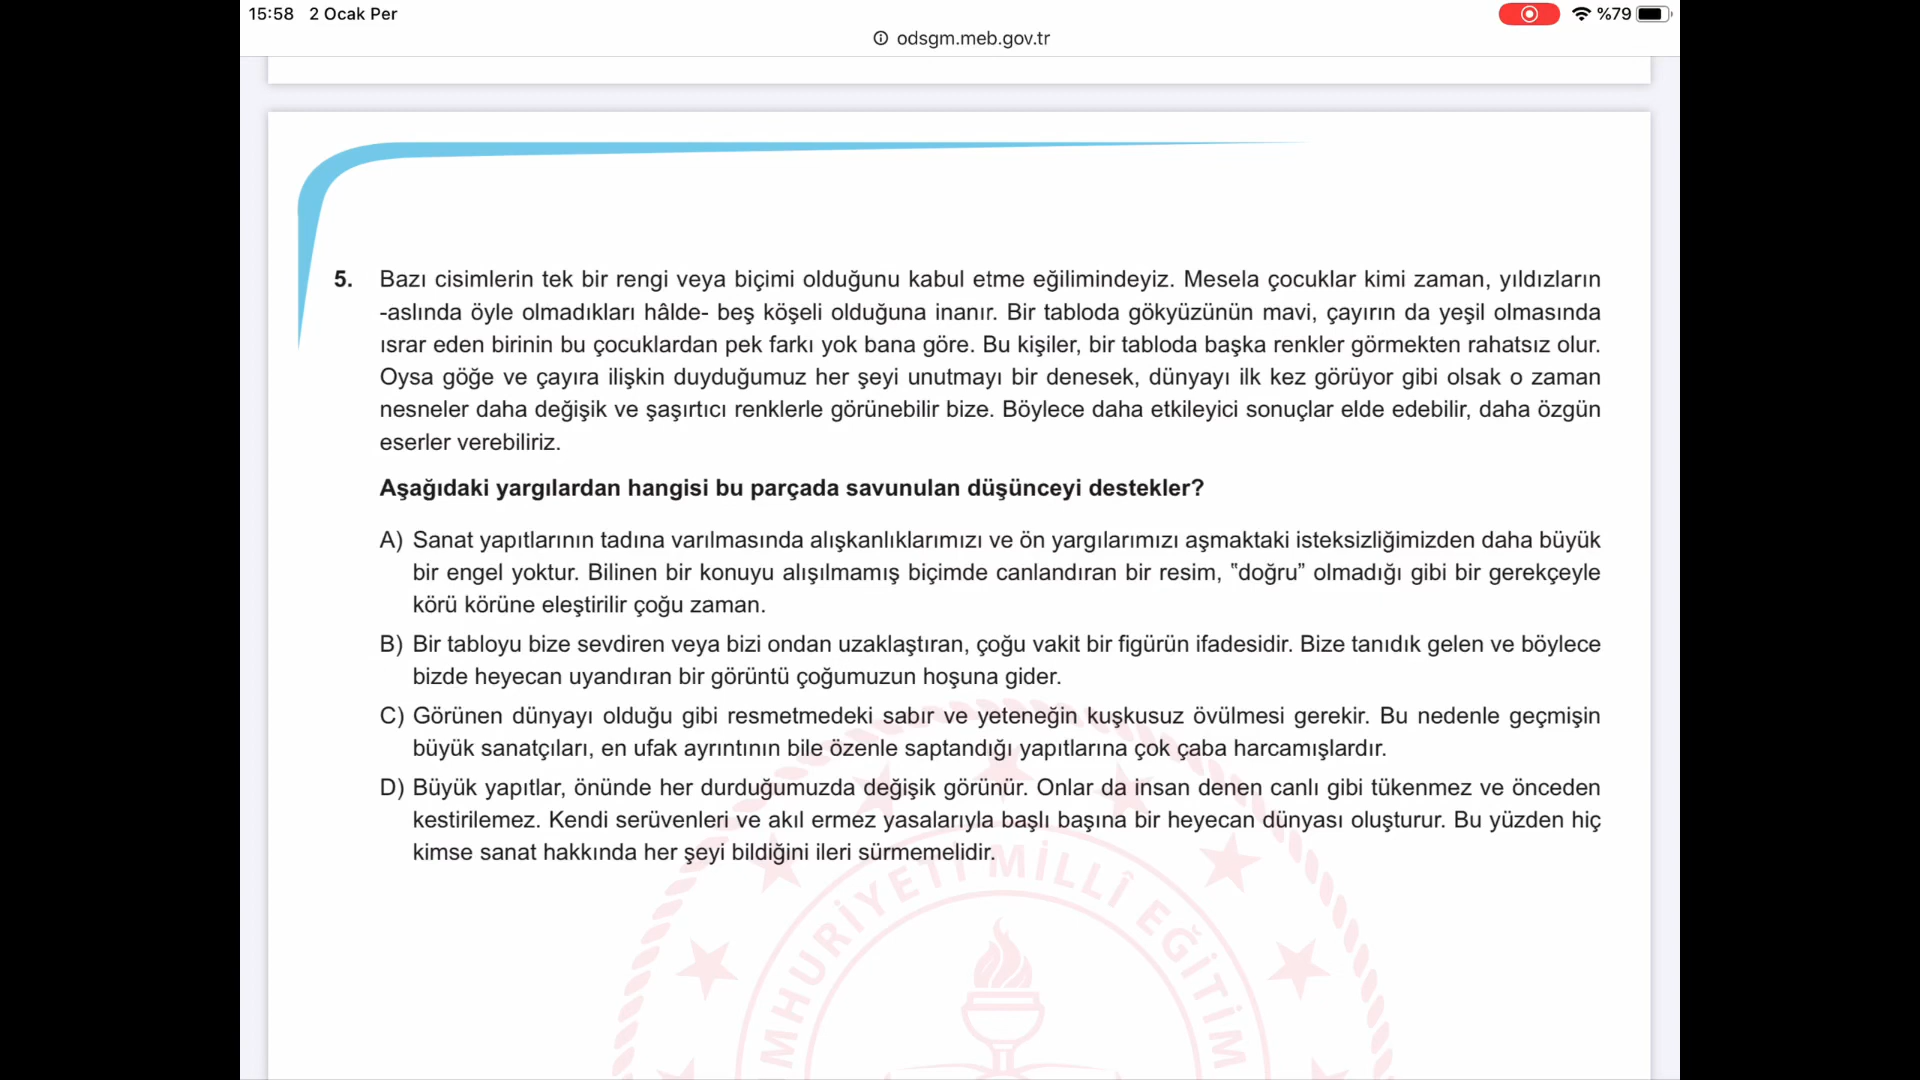 15:58 2 Ocak Per
%79
odsgm.meb.gov.tr
5. Bazı cisimlerin tek bir rengi veya biçimi olduğunu kabul etme eğilimindeyiz. Mesela çocuklar kimi zaman, yıldızların
-aslında öyle olmadıkları hâlde- beş köşeli olduğuna inanır. Bir tabloda gökyüzünün mavi, çayırın da yeşil olmasında
ısrar eden birinin bu çocuklardan pek farkı yok bana göre. Bu kişiler, bir tabloda başka renkler görmekten rahatsız olur.
Oysa göğe ve çayıra ilişkin duyduğumuz her şeyi unutmayı bir denesek, dünyayı ilk kez görüyor gibi olsak o zaman
nesneler daha değişik ve şaşırtıcı renklerle görünebilir bize. Böylece daha etkileyici sonuçlar elde edebilir, daha özgün
eserler verebiliriz.
Aşağıdaki yargılardan hangisi bu parçada savunulan düşünceyi destekler?
A) Sanat yapıtlarının tadına varılmasında alışkanlıklarımızı ve ön yargılarımızı aşmaktaki isteksizliğimizden daha büyük
bir engel yoktur. Bilinen bir konuyu alışılmamış biçimde canlandıran bir resim, "doğru” olmadığı gibi bir gerekçeyle
körü körüne eleştirilir çoğu zaman.
B) Bir tabloyu bize sevdiren veya bizi ondan uzaklaştıran, çoğu vakit bir figürün ifadesidir. Bize tanıdık gelen ve böylece
bizde heyecan uyandıran bir görüntü çoğumuzun hoşuna gider.
C) Görünen dünyayı olduğu gibi resmetmedeki sabır ve yeteneğin kuşkusuz övülmesi gerekir. Bu nedenle geçmişin
büyük sanatçıları, en ufak ayrıntının bile özenle saptandığı yapıtlarına çok çaba harcamışlardır.
D) Büyük yapıtlar, önünde her durduğumuzda değişik görünür. Onlar da insan denen canlı gibi tükenmez ve önceden
kestirilemez. Kendi serüvenleri ve akıl ermez yasalarıyla başlı başına bir heyecan dünyası oluşturur. Bu yüzden hiç
kimse sanat hakkında her şeyi bildiğini ileri sürmemelidir.
MHURİYETİ MİLLÎ EĞİTİM